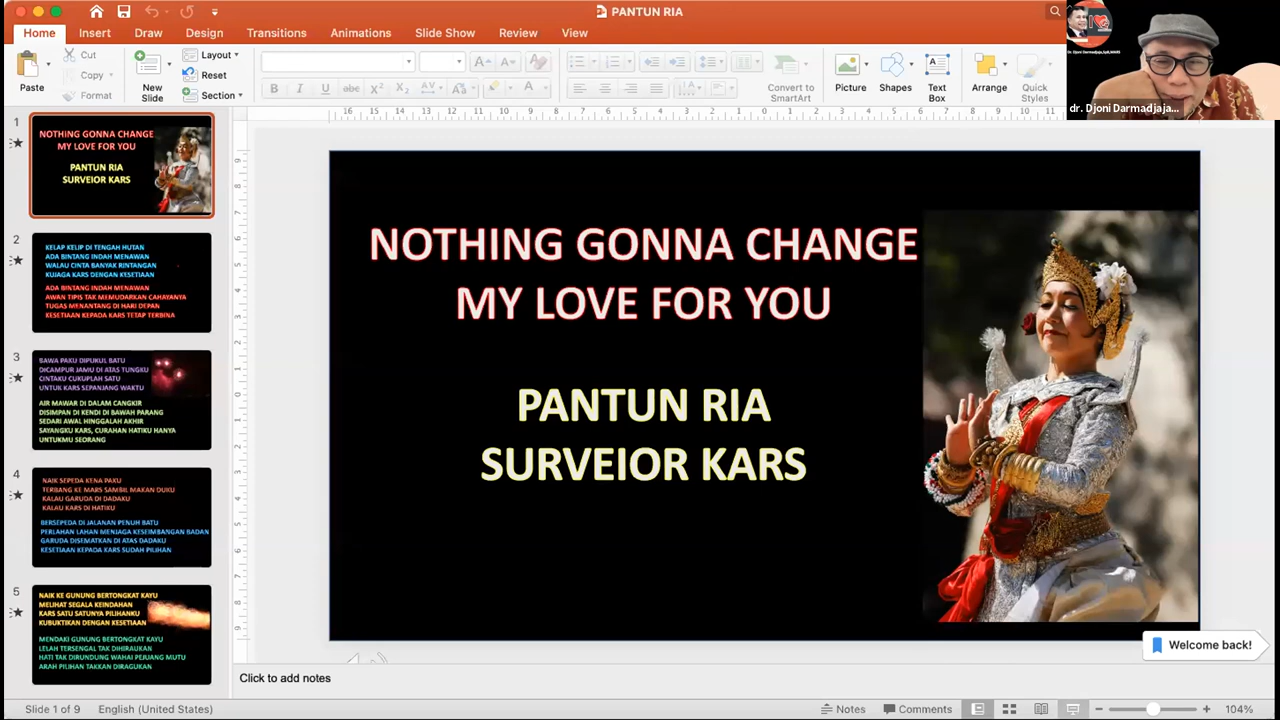 PANTUN RIA
Home Insert Draw Design Transitions Animations Slide Show Review View
Paste
Cut
Copy
Format
New Slide
Layout
Reset
Section
Convert to SmartArt
Picture
Shapes
Text Box
Arrange
Quick Styles
dr. Djoni Darmadjaja...
1
NOTHING GONNA CHANGE
MY LOVE FOR YOU
PANTUN RIA
SURVEIOR KARS
2
KELAP KELIP DI TENGAH HUTAN
ADA BINTANG INDAH MENAWAN
WALAU CINTA BANYAK RINTANGAN
KUJAGA KARS DENGAN KESETIAAN
ADA BINTANG INDAH MENAWAN
AWAN TIPIS TAK MEMUDARKAN CAHAYANYA
TUGAS MENANTANG DI HARI DEPAN
KESETIAAN KEPADA KARS TETAP TERBINA
3
BAWA PAKU DIPUKUL BATU
DICAMPUR JAMU DI ATAS TUNGKU
CINTAKU CUKUPLAH SATU
UNTUK KARS SEPANJANG WAKTU
AIR MAWAR DI DALAM CANGKIR
DISIMPAN DI KENDI DI BAWAH PARANG
SEDARI AWAL HINGGALAH AKHIR
SAYANGKU KARS, CURAHAN HATIKU HANYA
UNTUKMU SEORANG
4
NAIK SEPEDA KENA PAKU
TERBANG KE MARS SAMBIL MAKAN DUKU
KALAU GARUDA DI DADAKU
KALAU KARS DI HATIKU
BERSEPEDA DI JALANAN PENUH BATU
PERLAHAN LAHAN MENJAGA KESEIMBANGAN BADAN
GARUDA DISEMATKAN DI ATAS DADAKU
KESETIAAN KEPADA KARS SUDAH PILIHAN
5
NAIK KE GUNUNG BERTONGKAT KAYU
MELIHAT SEGALA KEINDAHAN
KARS SATU SATUNYA PILIHANKU
KUBUKTIKAN DENGAN KESETIAAN
MENDAKI GUNUNG BERTONGKAT KAYU
LELAH TERSENGAL TAK DIHIRAUKAN
HATI TAK DIRUNDUNG WAHAI PEJUANG MUTU
ARAH PILIHAN TAKKAN DIRAGUKAN
NOTHING GONNA CHANGE
MY LOVE FOR YOU
PANTUN RIA
SURVEIOR KARS
Welcome back!
Click to add notes
Slide 1 of 9 English (United States) Notes Comments 104%